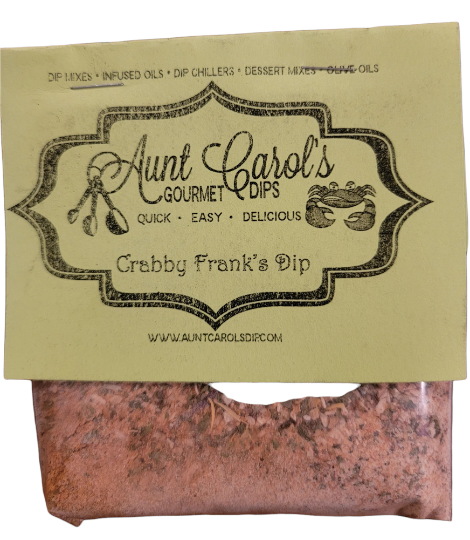 DIP MIXES • INFUSED OILS • DIP CHILLERS • DESSERT MIXES • OLIVE OILS
Aunt Carol's
GOURMET DIPS
QUICK • EASY • DELICIOUS
Crabby Frank's Dip
WWW.AUNTCAROLSDIP.COM